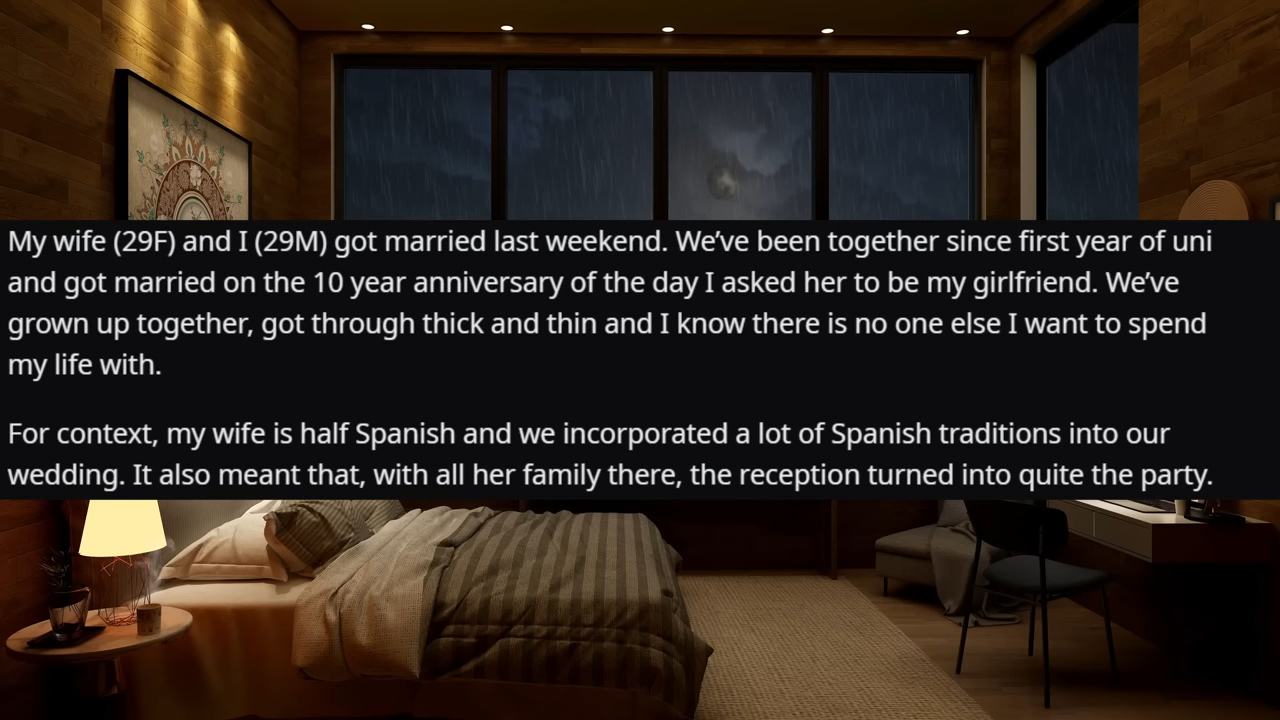 My wife (29F) and I (29M) got married last weekend. We’ve been together since first year of uni
and got married on the 10 year anniversary of the day I asked her to be my girlfriend. We’ve
grown up together, got through thick and thin and I know there is no one else I want to spend
my life with.
For context, my wife is half Spanish and we incorporated a lot of Spanish traditions into our
wedding. It also meant that, with all her family there, the reception turned into quite the party.